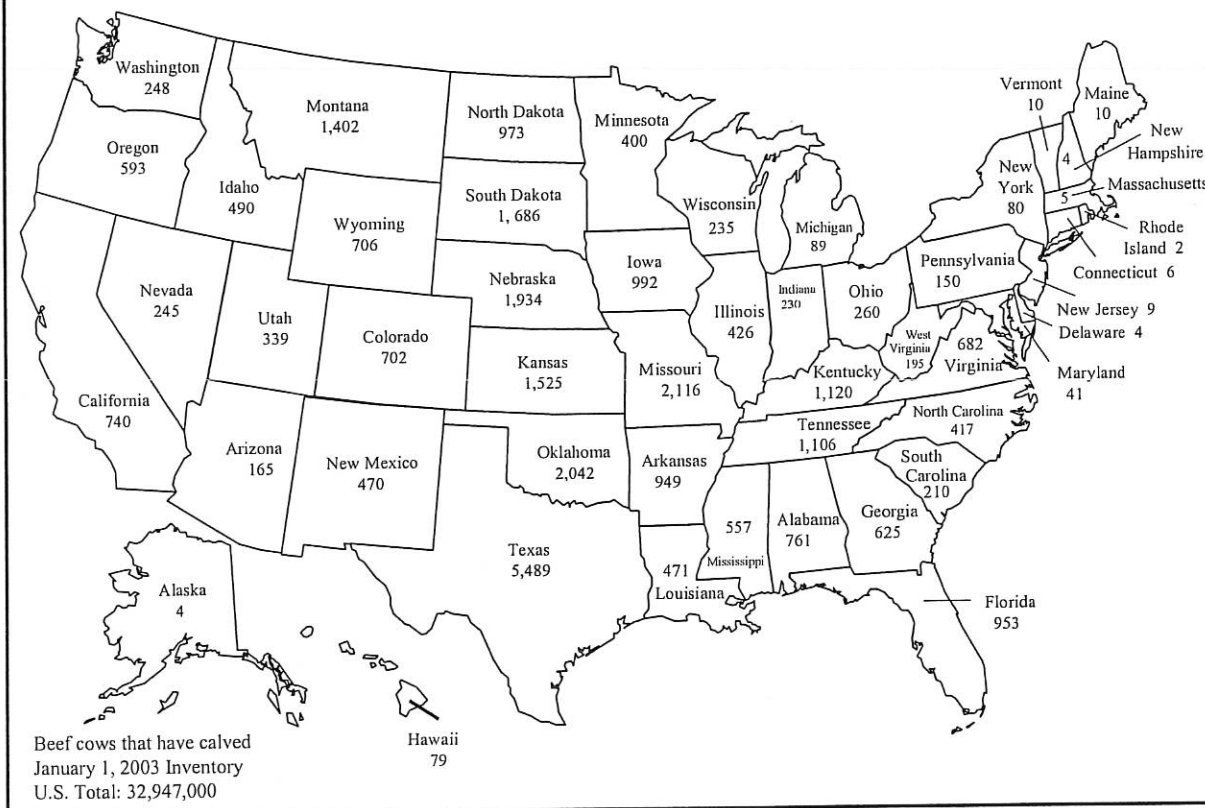 Washington
248
Oregon
593
California
740
Nevada
245
Idaho
490
Montana
1,402
Wyoming
706
Utah
339
Colorado
702
Arizona
165
New Mexico
470
North Dakota
973
South Dakota
1, 686
Nebraska
1,934
Kansas
1,525
Oklahoma
2,042
Texas
5,489
Minnesota
400
Iowa
992
Missouri
2,116
Arkansas
949
471
Louisiana
Wisconsin
235
Illinois
426
Michigan
89
Indiana
230
Ohio
260
Kentucky
1,120
Tennessee
1,106
557
Mississippi
Alabama
761
Georgia
625
Florida
953
South
Carolina
210
North Carolina
417
682
Virginia
West
Virginia
195
Pennsylvania
150
New
York
80
Vermont
10
Maine
10
4
New
Hampshire
5
Massachusetts
Rhode
Island 2
Connecticut 6
New Jersey 9
Delaware 4
Maryland
41
Alaska
4
Hawaii
79
Beef cows that have calved
January 1, 2003 Inventory
U.S. Total: 32,947,000